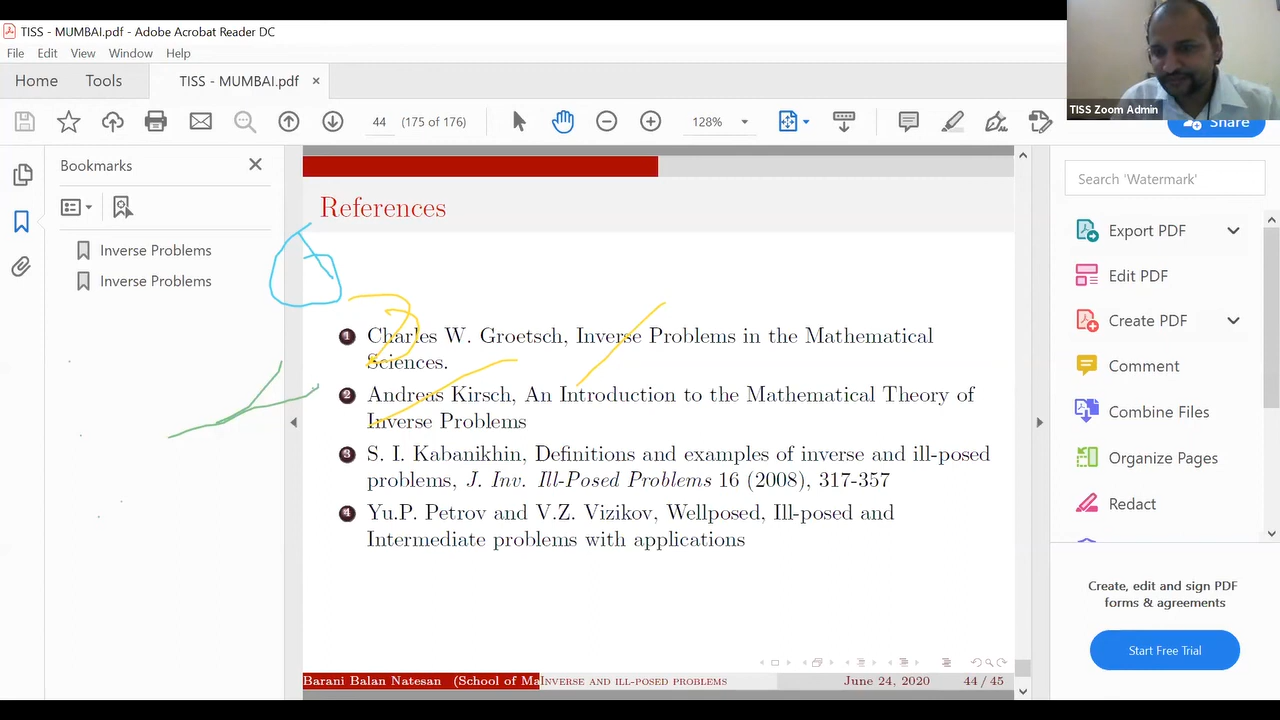 TISS - MUMBAI.pdf - Adobe Acrobat Reader DC
File Edit View Window Help
Home Tools TISS - MUMBAI.pdf ×
44 (175 of 176) 128%
TISS Zoom Admin
Share
Bookmarks
Inverse Problems
Inverse Problems
References
1 Charles W. Groetsch, Inverse Problems in the Mathematical
Sciences.
2 Andreas Kirsch, An Introduction to the Mathematical Theory of
Inverse Problems
3 S. I. Kabanikhin, Definitions and examples of inverse and ill-posed
problems, J. Inv. Ill-Posed Problems 16 (2008), 317-357
4 Yu.P. Petrov and V.Z. Vizikov, Wellposed, Ill-posed and
Intermediate problems with applications
Barani Balan Natesan (School of Ma Inverse and ill-posed problems June 24, 2020 44 / 45
Search 'Watermark'
Export PDF
Edit PDF
Create PDF
Comment
Combine Files
Organize Pages
Redact
Create, edit and sign PDF
forms & agreements
Start Free Trial